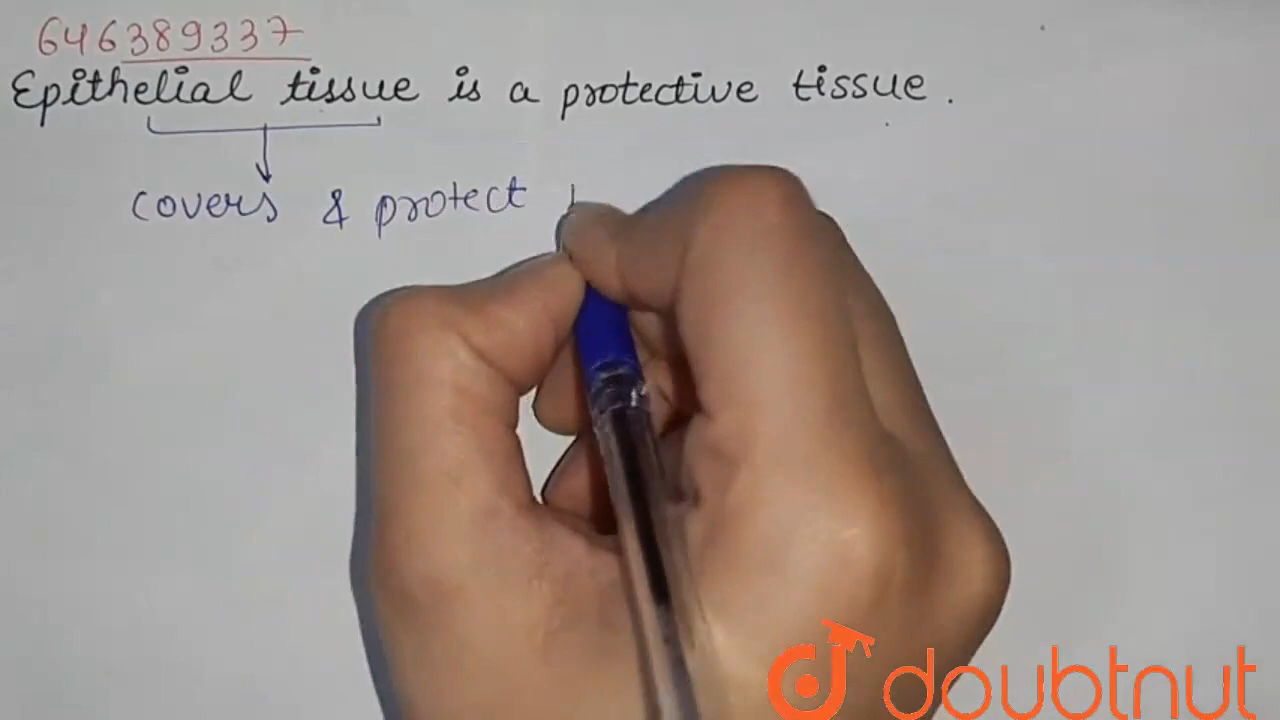 646389337
Epithelial tissue is a protective tissue.
covers & protect
doubtnut